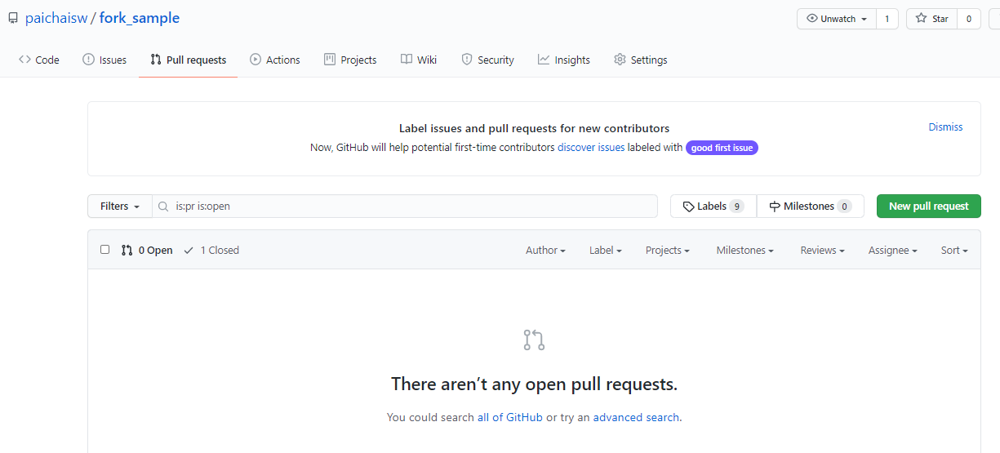 paichaisw / fork_sample
Unwatch 1 Star 0
Code Issues Pull requests Actions Projects Wiki Security Insights Settings
Label issues and pull requests for new contributors
Dismiss
Now, GitHub will help potential first-time contributors discover issues labeled with good first issue
Filters is:pr is:open Labels 9 Milestones 0 New pull request
0 Open 1 Closed Author Label Projects Milestones Reviews Assignee Sort
There aren’t any open pull requests.
You could search all of GitHub or try an advanced search.